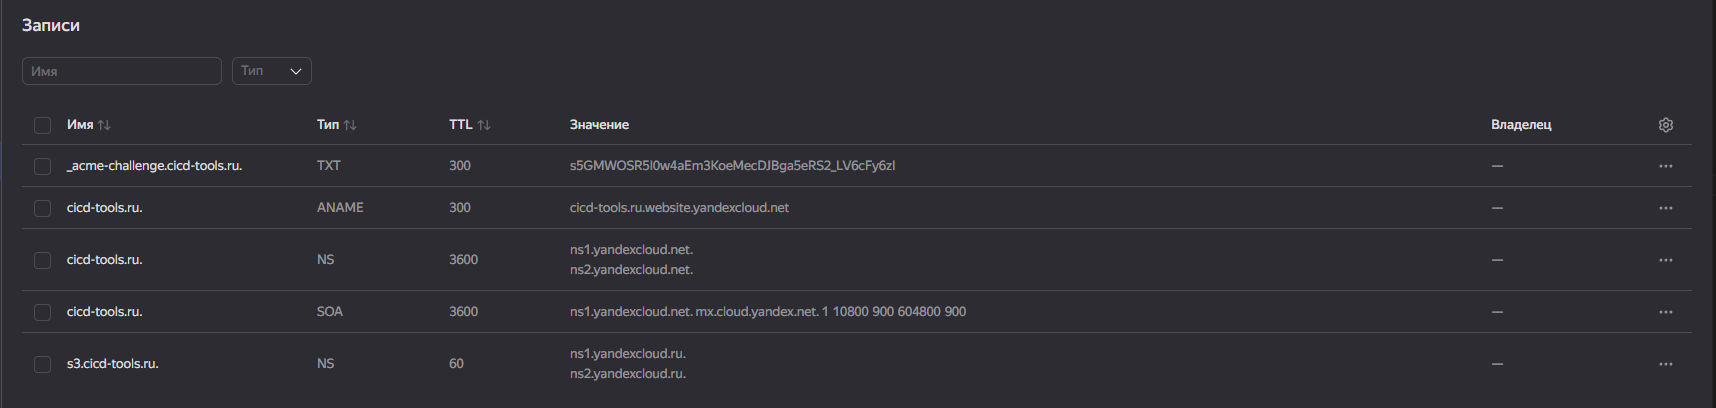 Записи
Имя Тип
Имя Тип TTL Значение Владелец
_acme-challenge.cicd-tools.ru. TXT 300 s5GMWOSR5l0w4aEm3KoeMecDJBga5eRS2_LV6cFy6zI —
cicd-tools.ru. ANAME 300 cicd-tools.ru.website.yandexcloud.net —
cicd-tools.ru. NS 3600 ns1.yandexcloud.net. —
ns2.yandexcloud.net.
cicd-tools.ru. SOA 3600 ns1.yandexcloud.net. mx.cloud.yandex.net. 1 10800 900 604800 900 —
s3.cicd-tools.ru. NS 60 ns1.yandexcloud.ru. —
ns2.yandexcloud.ru.